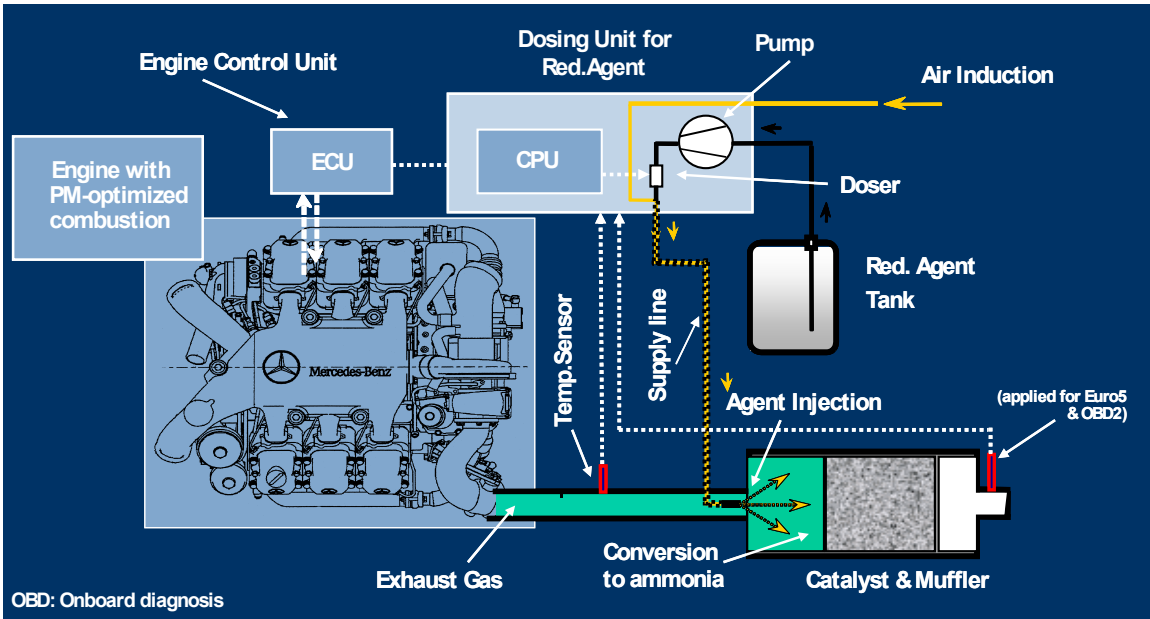 Dosing Unit for
Red.Agent
Pump
Engine Control Unit
Air Induction
Engine with
PM-optimized
combustion
ECU
CPU
Doser
Red. Agent
Tank
Temp.Sensor
Supply line
Mercedes-Benz
Agent Injection
(applied for Euro5
& OBD2)
Exhaust Gas
Conversion
to ammonia
Catalyst & Muffler
OBD: Onboard diagnosis